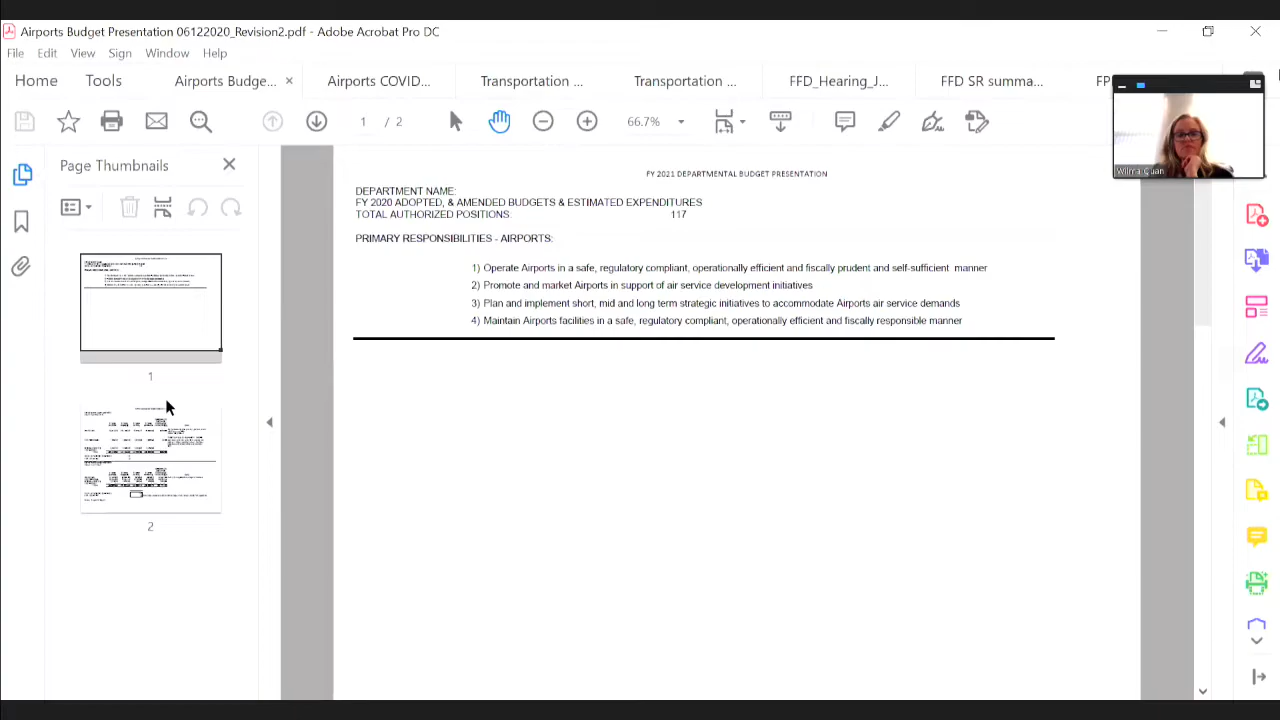 Airports Budget Presentation 06122020_Revision2.pdf - Adobe Acrobat Pro DC
File Edit View Sign Window Help
Home Tools Airports Budge... × Airports COVID... Transportation ... Transportation ... FFD_Hearing_J... FFD SR summa...
1 / 2 66.7%
Wilma Quan
Page Thumbnails
1
2
FY 2021 DEPARTMENTAL BUDGET PRESENTATION
DEPARTMENT NAME:
FY 2020 ADOPTED, & AMENDED BUDGETS & ESTIMATED EXPENDITURES
TOTAL AUTHORIZED POSITIONS: 117
PRIMARY RESPONSIBILITIES - AIRPORTS:
1) Operate Airports in a safe, regulatory compliant, operationally efficient and fiscally prudent and self-sufficient manner
2) Promote and market Airports in support of air service development initiatives
3) Plan and implement short, mid and long term strategic initiatives to accommodate Airports air service demands
4) Maintain Airports facilities in a safe, regulatory compliant, operationally efficient and fiscally responsible manner